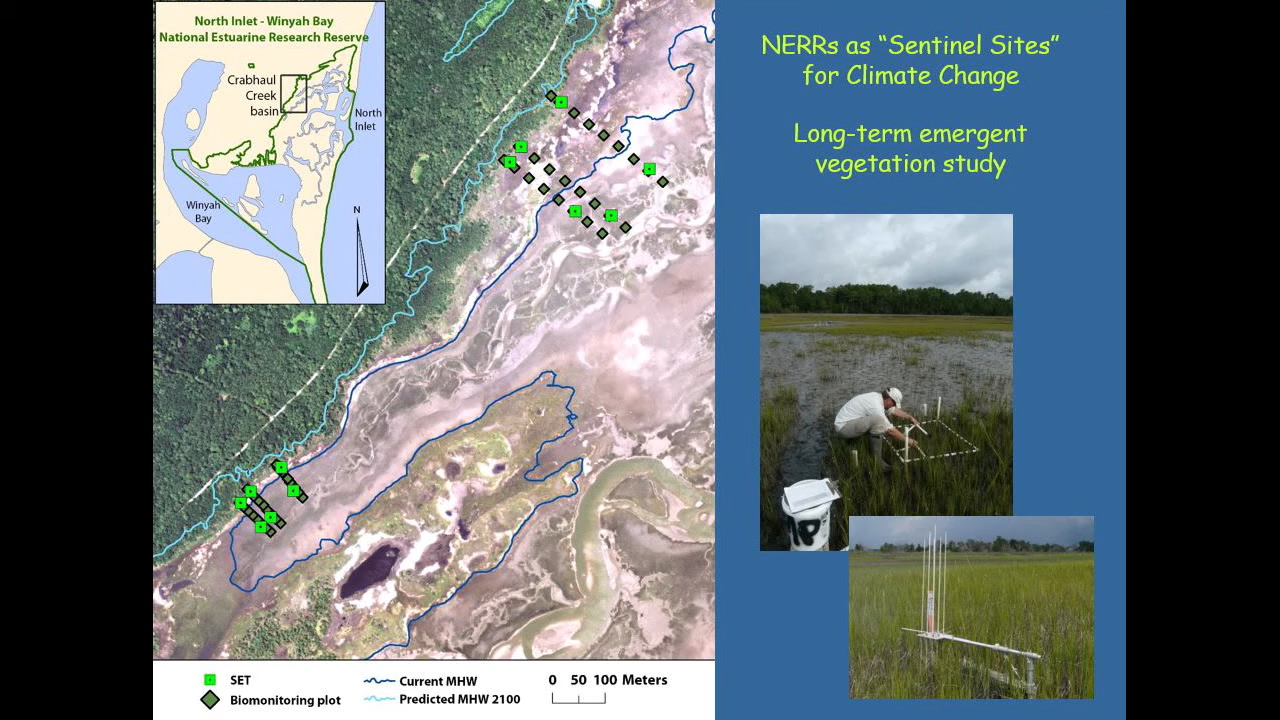 North Inlet - Winyah Bay
National Estuarine Research Reserve
Crabhaul
Creek
basin
North
Inlet
Winyah
Bay
N
NERRs as “Sentinel Sites”
for Climate Change
Long-term emergent
vegetation study
SET
Biomonitoring plot
Current MHW
Predicted MHW 2100
0 50 100 Meters